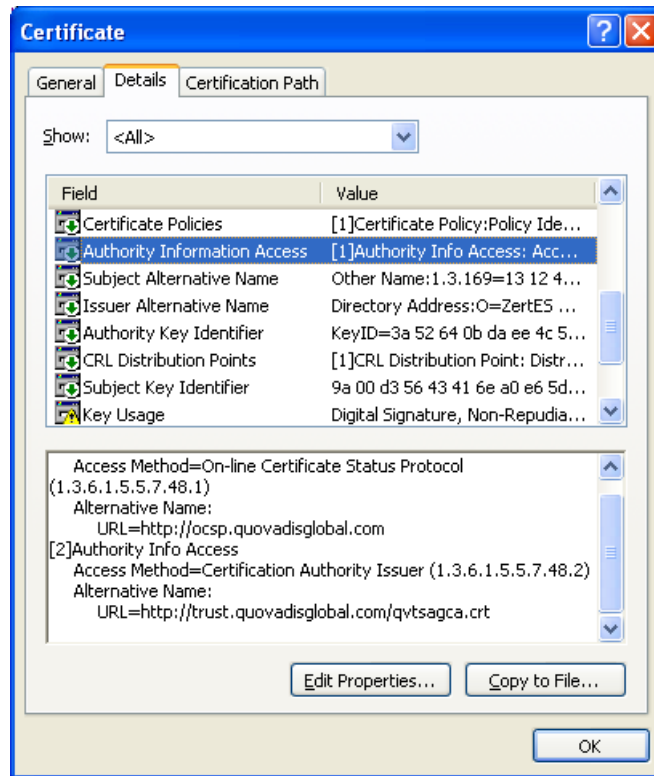 Certificate
General Details Certification Path
Show: <All>
Field Value
Certificate Policies [1]Certificate Policy:Policy Ide...
Authority Information Access [1]Authority Info Access: Acc...
Subject Alternative Name Other Name:1.3.169=13 12 4...
Issuer Alternative Name Directory Address:O=ZertES ...
Authority Key Identifier KeyID=3a 52 64 0b da ee 4c 5...
CRL Distribution Points [1]CRL Distribution Point: Distr...
Subject Key Identifier 9a 00 d3 56 43 41 6e a0 e6 5d...
Key Usage Digital Signature, Non-Repudia...
Access Method=On-line Certificate Status Protocol
(1.3.6.1.5.5.7.48.1)
Alternative Name:
URL=http://ocsp.quovadisglobal.com
[2]Authority Info Access
Access Method=Certification Authority Issuer (1.3.6.1.5.5.7.48.2)
Alternative Name:
URL=http://trust.quovadisglobal.com/qvtsagca.crt
Edit Properties... Copy to File...
OK